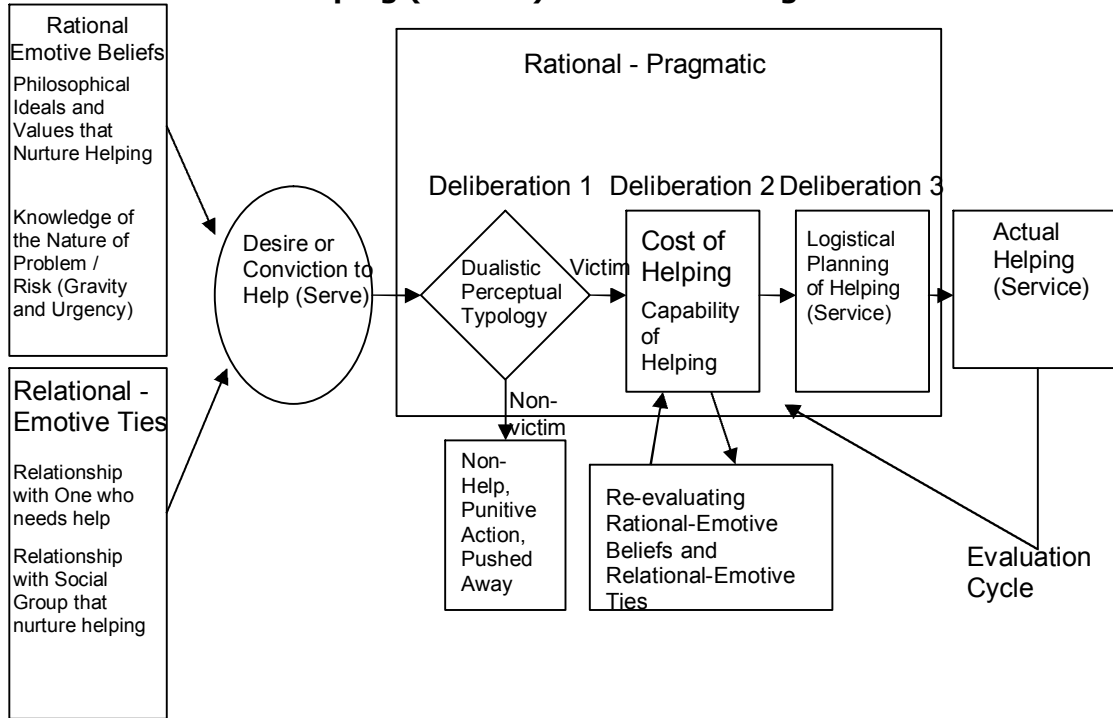 Rational
Emotive Beliefs
Philosophical
Ideals and
Values that
Nurture Helping
Knowledge of
the Nature of
Problem /
Risk (Gravity
and Urgency)
Relational -
Emotive Ties
Relationship
with One who
needs help
Relationship
with Social
Group that
nurture helping
Desire or
Conviction to
Help (Serve)
Rational - Pragmatic
Deliberation 1
Dualistic
Perceptual
Typology
Victim
Non-
victim
Non-
Help,
Punitive
Action,
Pushed
Away
Deliberation 2
Cost of
Helping
Capability
of
Helping
Re-evaluating
Rational-Emotive
Beliefs and
Relational-Emotive
Ties
Deliberation 3
Logistical
Planning
of Helping
(Service)
Actual
Helping
(Service)
Evaluation
Cycle